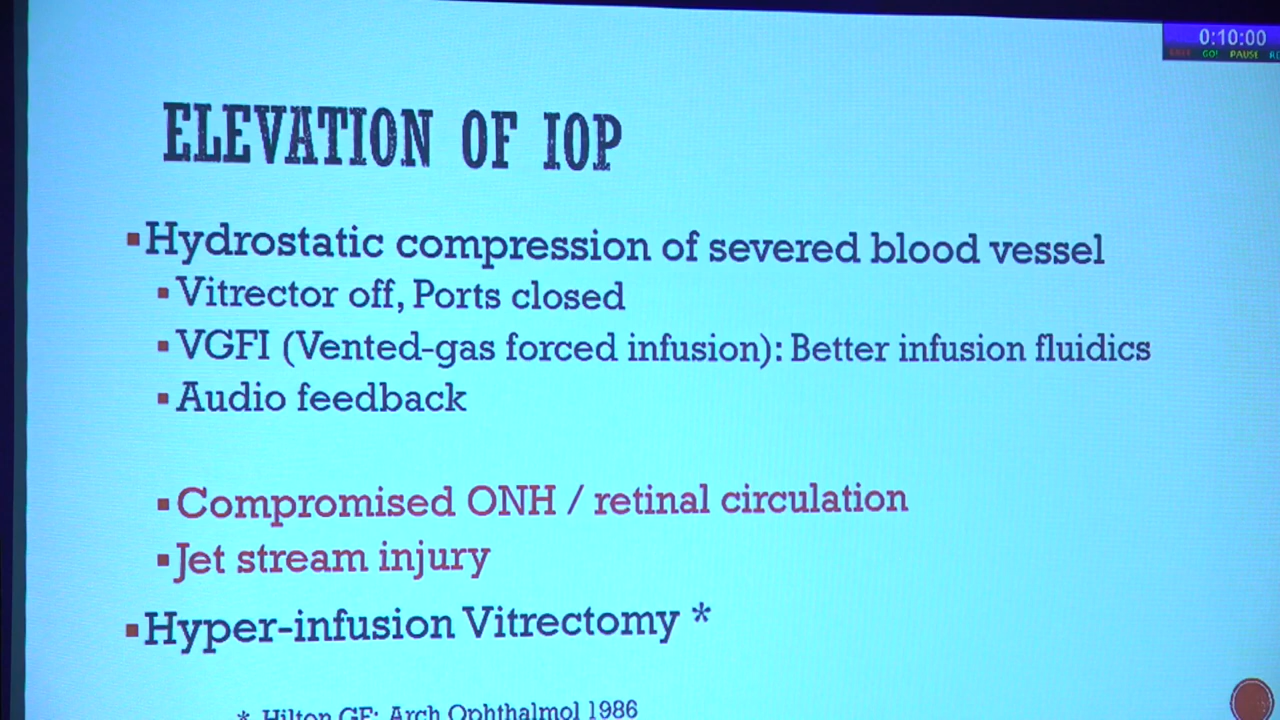 0:10:00
GO! PAUSE
ELEVATION OF IOP
▪Hydrostatic compression of severed blood vessel
▪Vitrector off, Ports closed
▪VGFI (Vented-gas forced infusion): Better infusion fluidics
▪Audio feedback
▪Compromised ONH / retinal circulation
▪Jet stream injury
▪Hyper-infusion Vitrectomy *
* Hilton GF: Arch Ophthalmol 1986